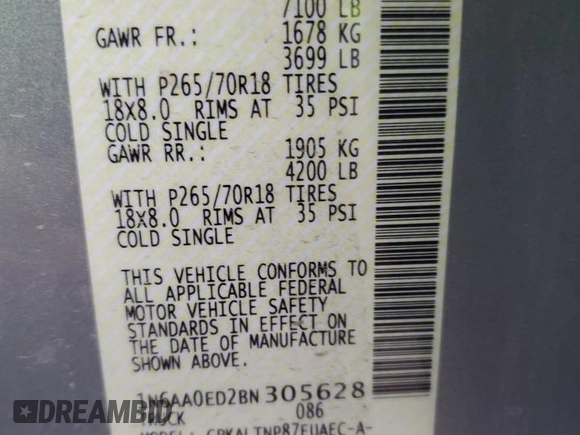 7100 LB
GAWR FR.: 1678 KG
3699 LB
WITH P265/70R18 TIRES
18X8.0 RIMS AT 35 PSI
COLD SINGLE
GAWR RR.: 1905 KG
4200 LB
WITH P265/70R18 TIRES
18X8.0 RIMS AT 35 PSI
COLD SINGLE
THIS VEHICLE CONFORMS TO
ALL APPLICABLE FEDERAL
MOTOR VEHICLE SAFETY
STANDARDS IN EFFECT ON
THE DATE OF MANUFACTURE
SHOWN ABOVE.
1N6AA0ED2BN305628
TRUCK 086
DREAMBID